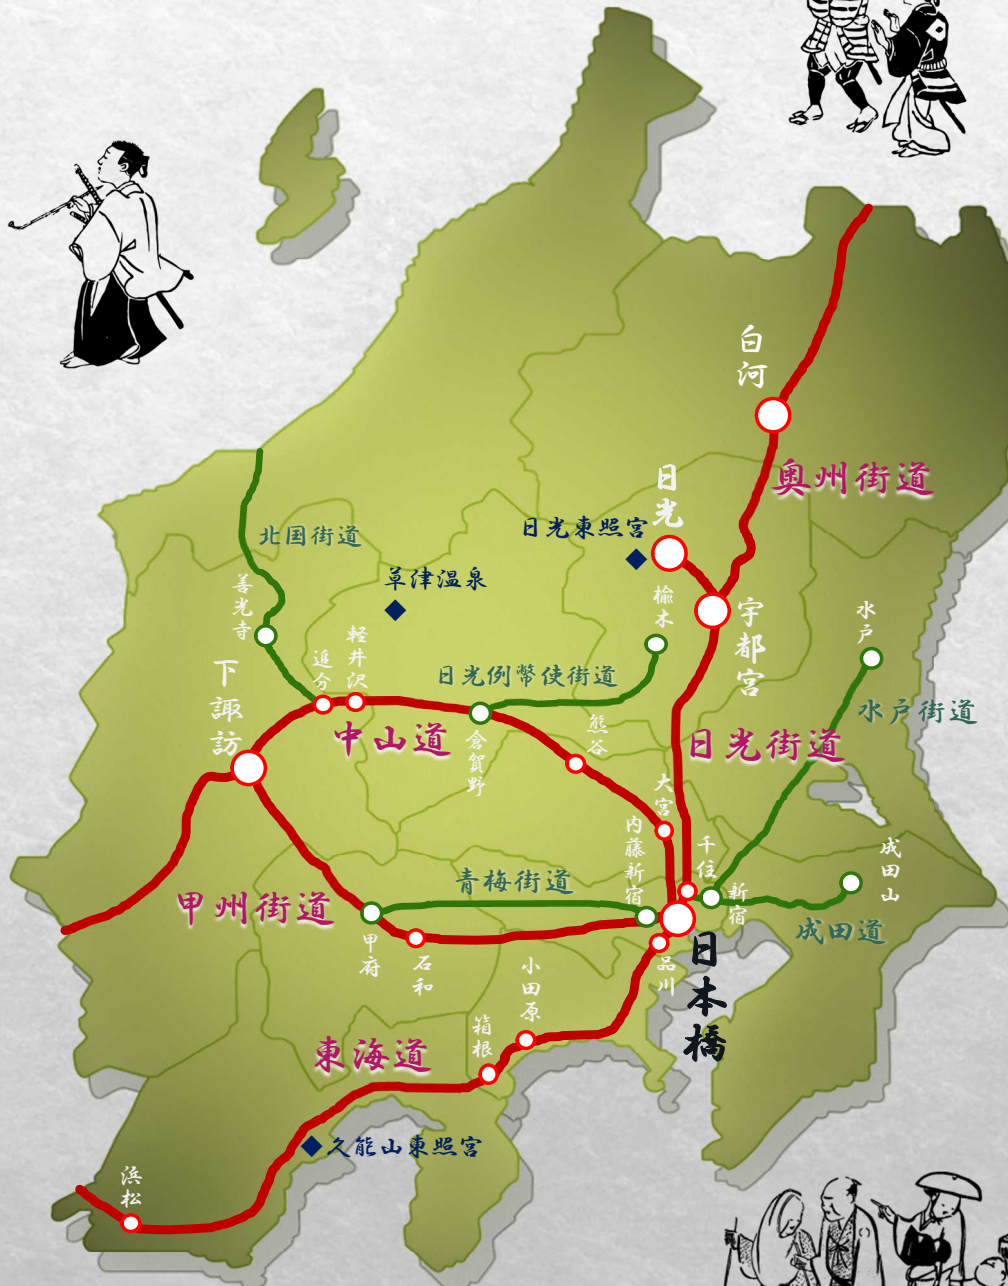 白河
奥州街道
日光
日光東照宮
北国街道
草津温泉
善光寺
楡木
宇都宮
水戸
水戸街道
下諏訪
追分
軽井沢
日光例幣使街道
中山道
倉賀野
熊谷
日光街道
大宮
内藤新宿
千住
新宿
成田山
成田道
青梅街道
甲州街道
甲府
石和
日本橋
品川
小田原
箱根
東海道
久能山東照宮
浜松